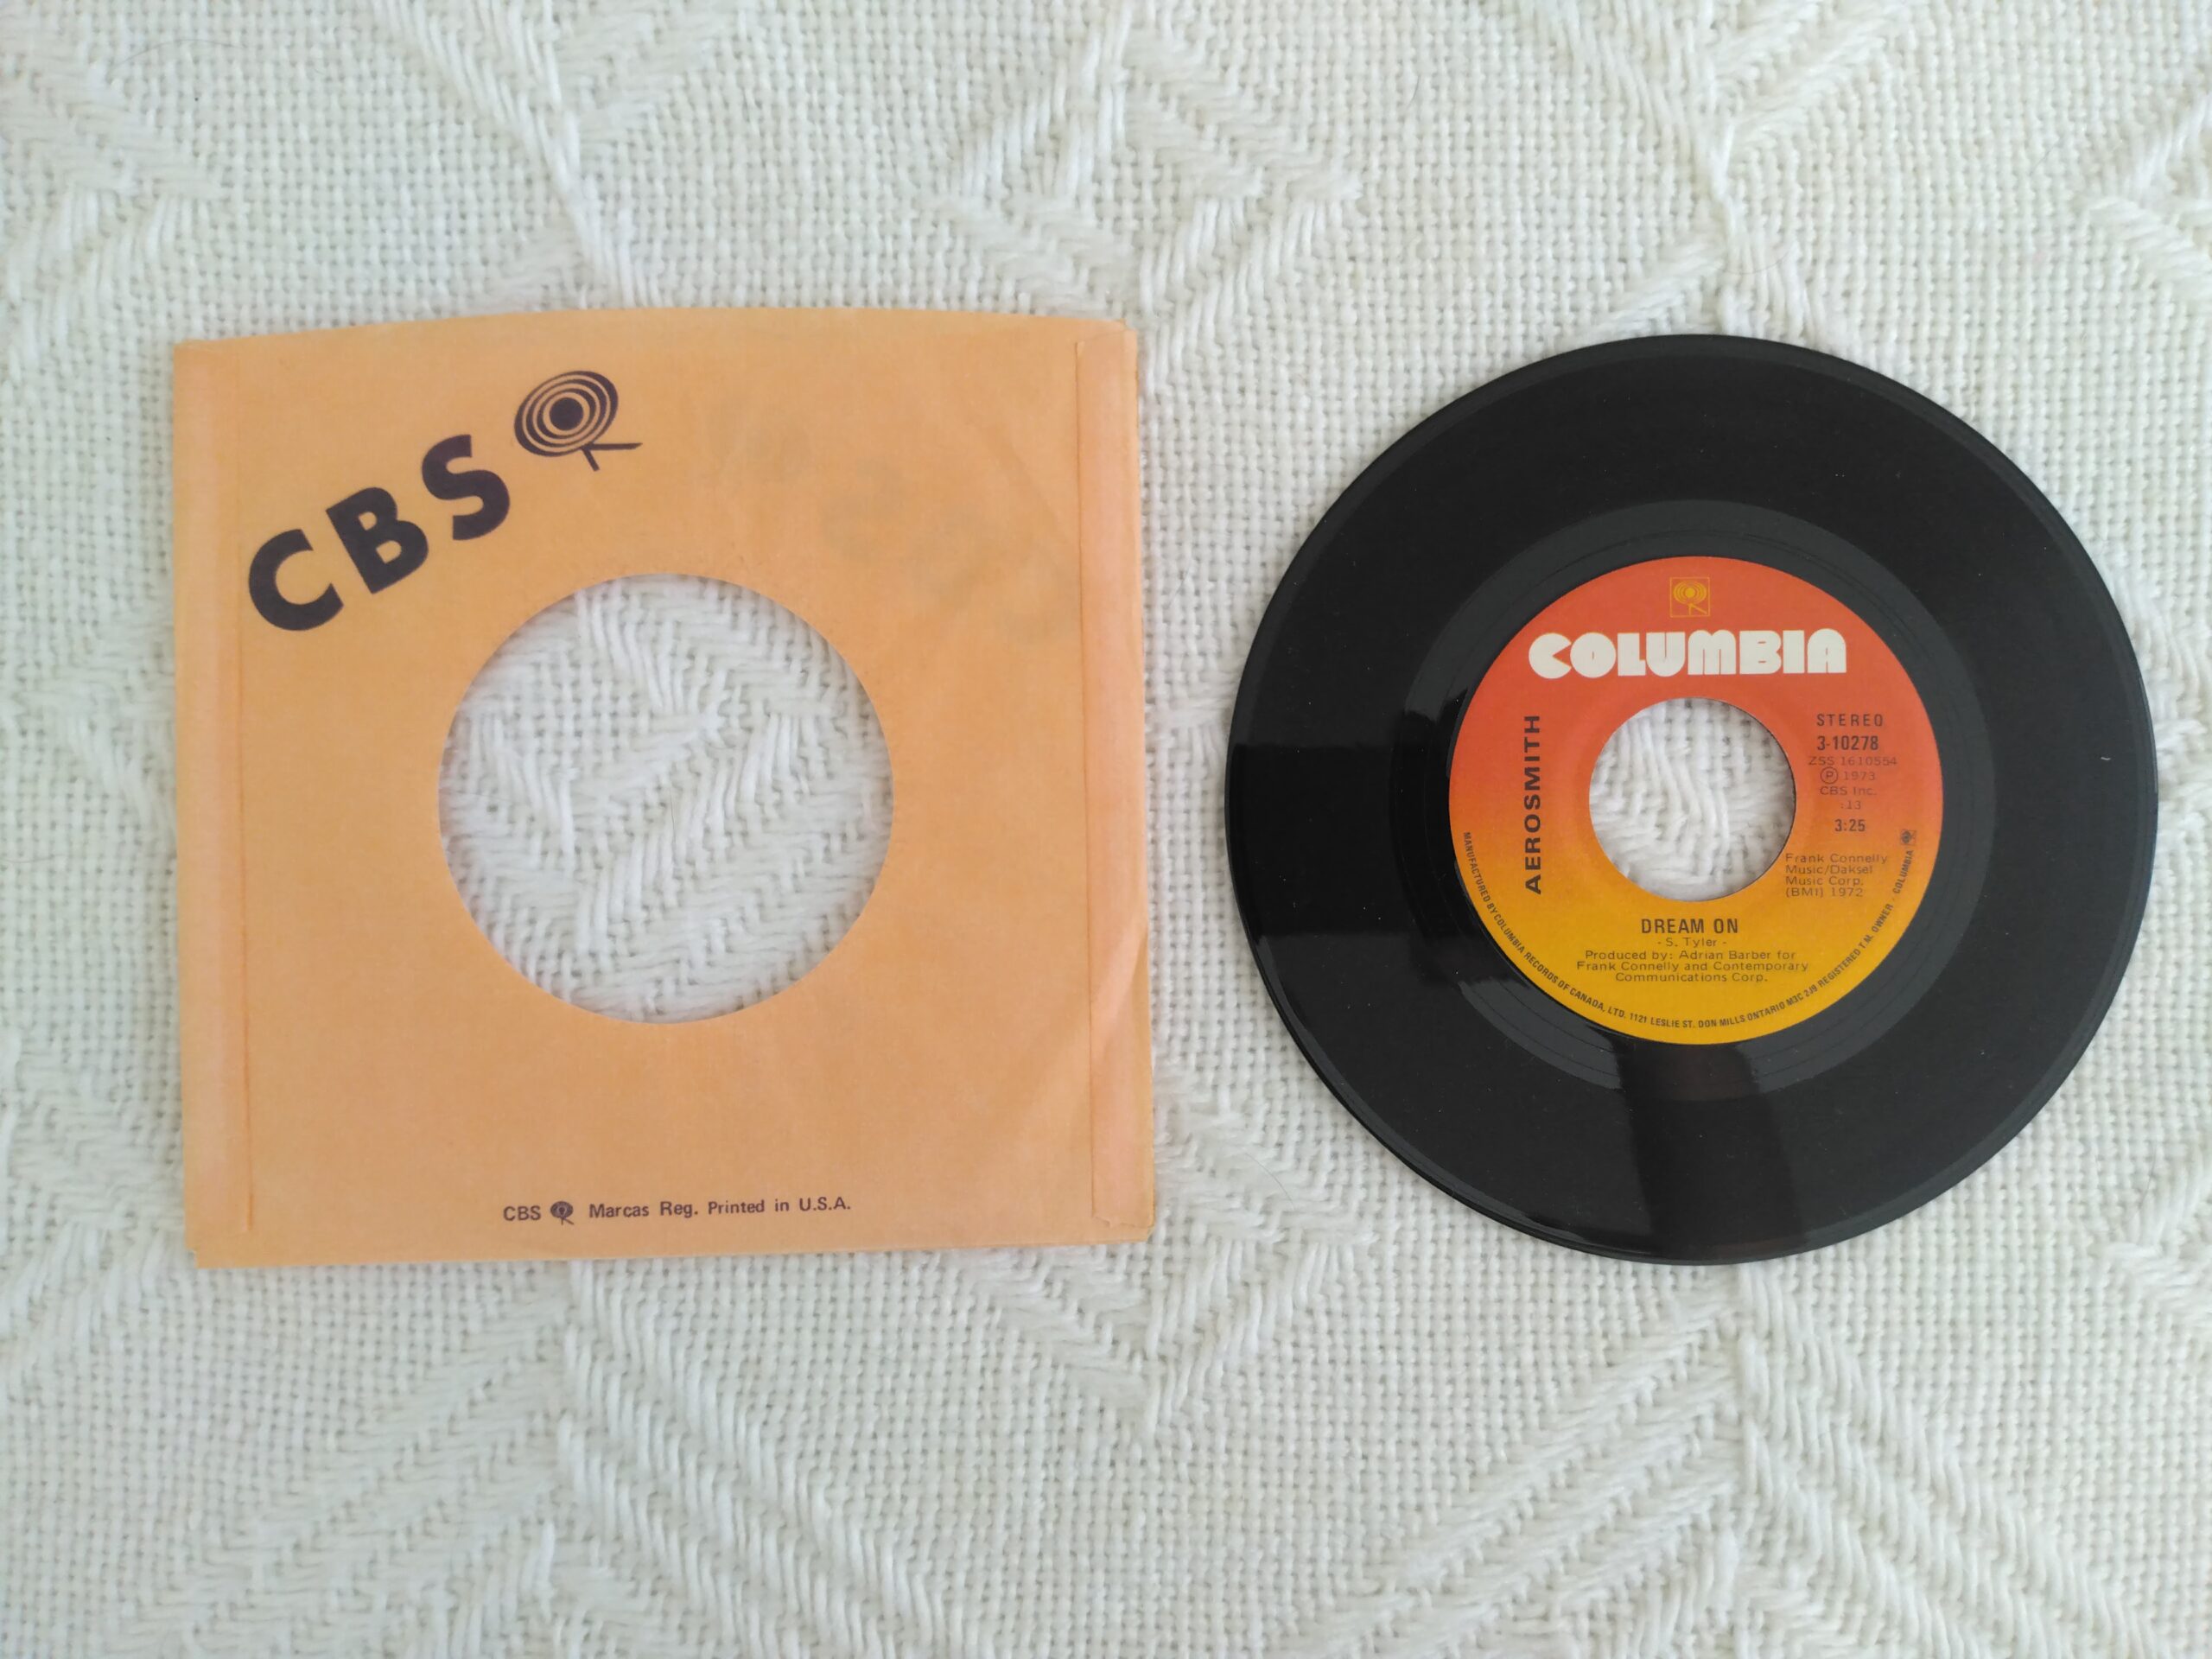 CBS
CBS Marcas Reg. Printed in U.S.A.
COLUMBIA
AEROSMITH
STEREO
3-10278
ZSS 1610554
Ⓟ 1973
CBS Inc.
:13
3:25
Frank Connelly
Music/Daksel
Music Corp.
(BMI) 1972
DREAM ON
- S. Tyler -
Produced by: Adrian Barber for
Frank Connelly and Contemporary
Communications Corp.
MANUFACTURED BY COLUMBIA RECORDS OF CANADA, LTD. 1121 LESLIE ST. DON MILLS ONTARIO M3C 2J9 REGISTERED T.M. OWNER - COLUMBIA